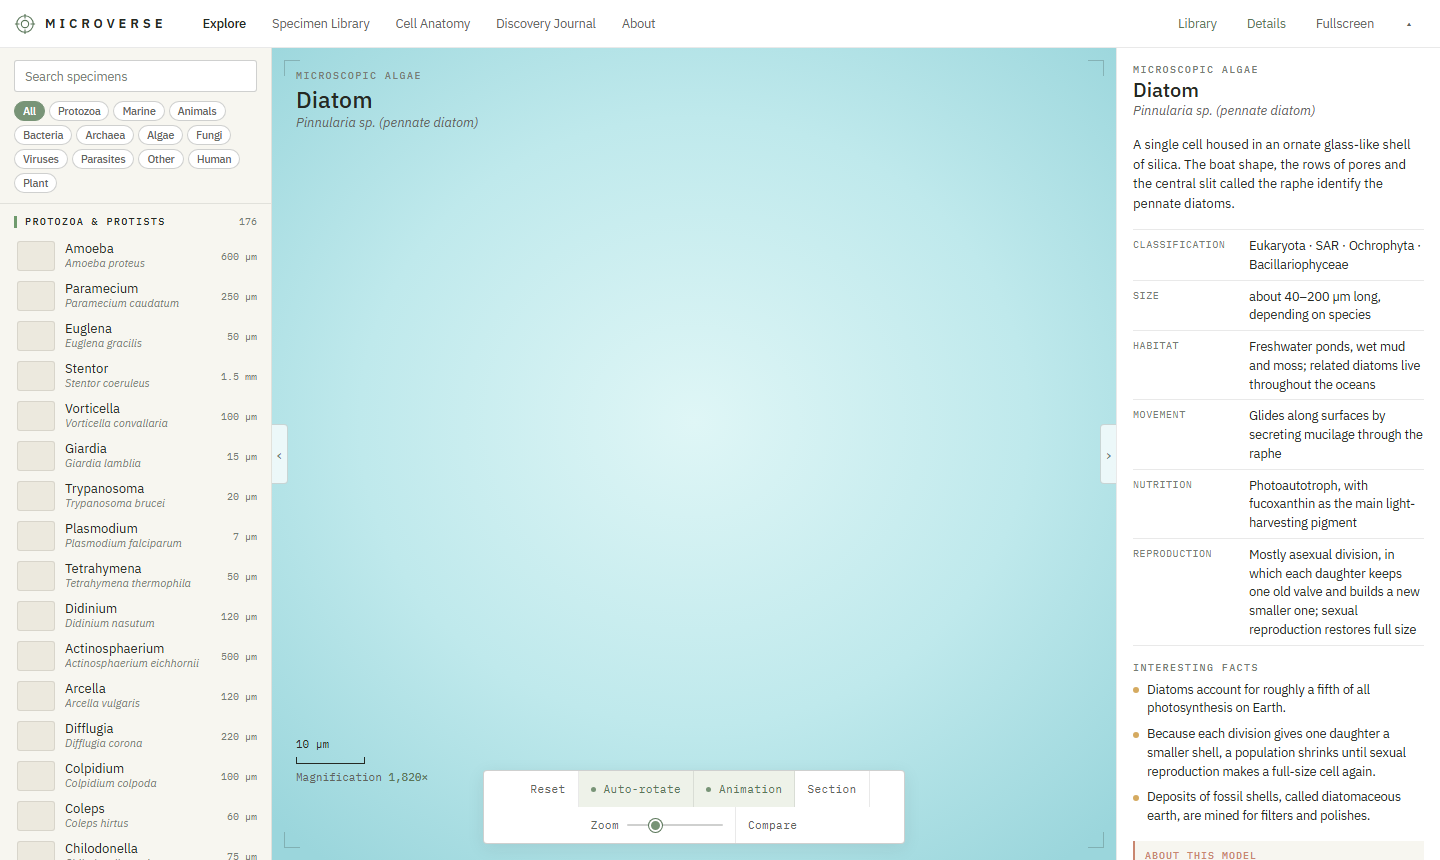 MICROVERSE
Explore
Specimen Library
Cell Anatomy
Discovery Journal
About
Library
Details
Fullscreen
Search specimens
All
Protozoa
Marine
Animals
Bacteria
Archaea
Algae
Fungi
Viruses
Parasites
Other
Human
Plant
PROTOZOA & PROTISTS 176
Amoeba
Amoeba proteus
600 µm
Paramecium
Paramecium caudatum
250 µm
Euglena
Euglena gracilis
50 µm
Stentor
Stentor coeruleus
1.5 mm
Vorticella
Vorticella convallaria
100 µm
Giardia
Giardia lamblia
15 µm
Trypanosoma
Trypanosoma brucei
20 µm
Plasmodium
Plasmodium falciparum
7 µm
Tetrahymena
Tetrahymena thermophila
50 µm
Didinium
Didinium nasutum
120 µm
Actinosphaerium
Actinosphaerium eichhornii
500 µm
Arcella
Arcella vulgaris
120 µm
Difflugia
Difflugia corona
220 µm
Colpidium
Colpidium colpoda
100 µm
Coleps
Coleps hirtus
60 µm
Chilodonella
75 µm
MICROSCOPIC ALGAE
Diatom
Pinnularia sp. (pennate diatom)
10 µm
Magnification 1,820×
Reset
Auto-rotate
Animation
Section
Zoom
Compare
MICROSCOPIC ALGAE
Diatom
Pinnularia sp. (pennate diatom)
A single cell housed in an ornate glass-like shell
of silica. The boat shape, the rows of pores and
the central slit called the raphe identify the
pennate diatoms.
CLASSIFICATION
Eukaryota · SAR · Ochrophyta ·
Bacillariophyceae
SIZE
about 40–200 µm long,
depending on species
HABITAT
Freshwater ponds, wet mud
and moss; related diatoms live
throughout the oceans
MOVEMENT
Glides along surfaces by
secreting mucilage through the
raphe
NUTRITION
Photoautotroph, with
fucoxanthin as the main light-
harvesting pigment
REPRODUCTION
Mostly asexual division, in
which each daughter keeps
one old valve and builds a new
smaller one; sexual
reproduction restores full size
INTERESTING FACTS
Diatoms account for roughly a fifth of all
photosynthesis on Earth.
Because each division gives one daughter a
smaller shell, a population shrinks until sexual
reproduction makes a full-size cell again.
Deposits of fossil shells, called diatomaceous
earth, are mined for filters and polishes.
ABOUT THIS MODEL